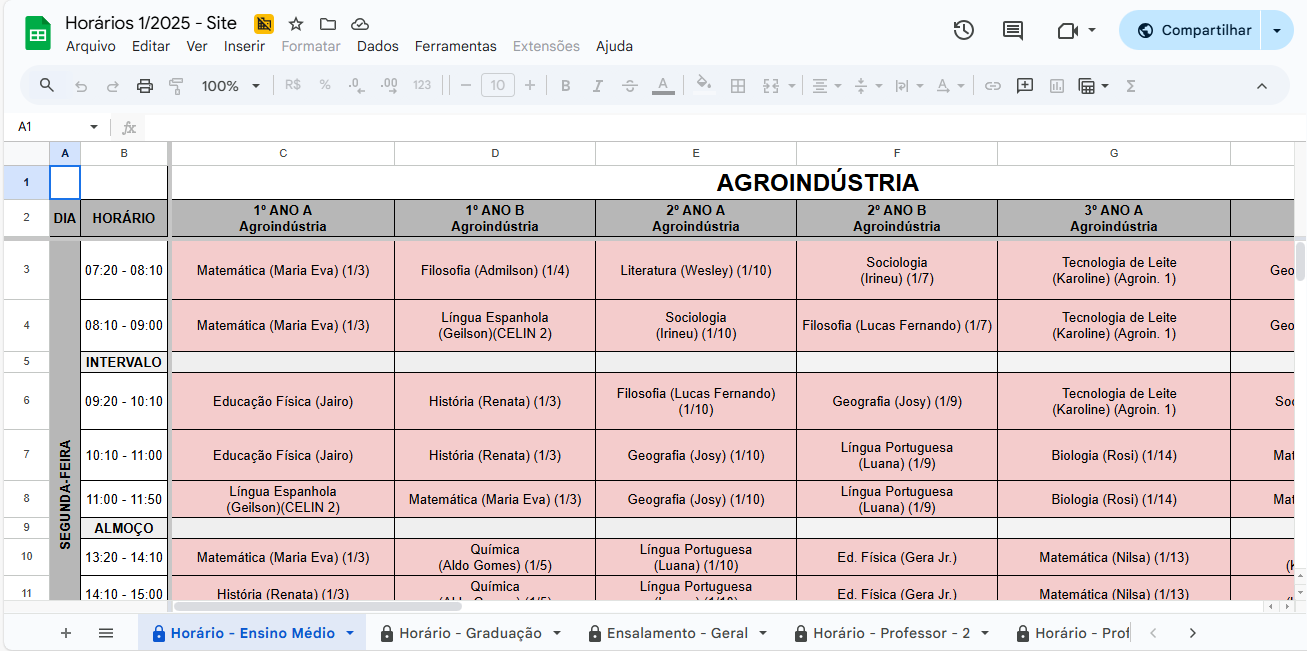 Horários 1/2025 - Site
Arquivo Editar Ver Inserir Formatar Dados Ferramentas Extensões Ajuda
Compartilhar
100% R$ % .0 .00 123 10 B I A A Σ
A1 fx
A B C D E F G
1 AGROINDÚSTRIA
2 DIA HORÁRIO
1º ANO A
Agroindústria
1º ANO B
Agroindústria
2º ANO A
Agroindústria
2º ANO B
Agroindústria
3º ANO A
Agroindústria
SEGUNDA-FEIRA
3 07:20 - 08:10
Matemática (Maria Eva) (1/3)
Filosofia (Admilson) (1/4)
Literatura (Wesley) (1/10)
Sociologia
(Irineu) (1/7)
Tecnologia de Leite
(Karoline) (Agroin. 1)
Geo
4 08:10 - 09:00
Matemática (Maria Eva) (1/3)
Língua Espanhola
(Geilson)(CELIN 2)
Sociologia
(Irineu) (1/10)
Filosofia (Lucas Fernando) (1/7)
Tecnologia de Leite
(Karoline) (Agroin. 1)
Geo
5 INTERVALO
6 09:20 - 10:10
Educação Física (Jairo)
História (Renata) (1/3)
Filosofia (Lucas Fernando)
(1/10)
Geografia (Josy) (1/9)
Tecnologia de Leite
(Karoline) (Agroin. 1)
Soc
7 10:10 - 11:00
Educação Física (Jairo)
História (Renata) (1/3)
Geografia (Josy) (1/10)
Língua Portuguesa
(Luana) (1/9)
Biologia (Rosi) (1/14)
Mat
8 11:00 - 11:50
Língua Espanhola
(Geilson)(CELIN 2)
Matemática (Maria Eva) (1/3)
Geografia (Josy) (1/10)
Língua Portuguesa
(Luana) (1/9)
Biologia (Rosi) (1/14)
Mat
9 ALMOÇO
10 13:20 - 14:10
Matemática (Maria Eva) (1/3)
Química
(Aldo Gomes) (1/5)
Língua Portuguesa
(Luana) (1/10)
Ed. Física (Gera Jr.)
Matemática (Nilsa) (1/13)
(K
11 14:10 - 15:00
História (Renata) (1/3)
Química
Língua Portuguesa
Ed. Física (Gera Jr.)
Matemática (Nilsa) (1/13)
Horário - Ensino Médio Horário - Graduação Ensalamento - Geral Horário - Professor - 2 Horário - Prof